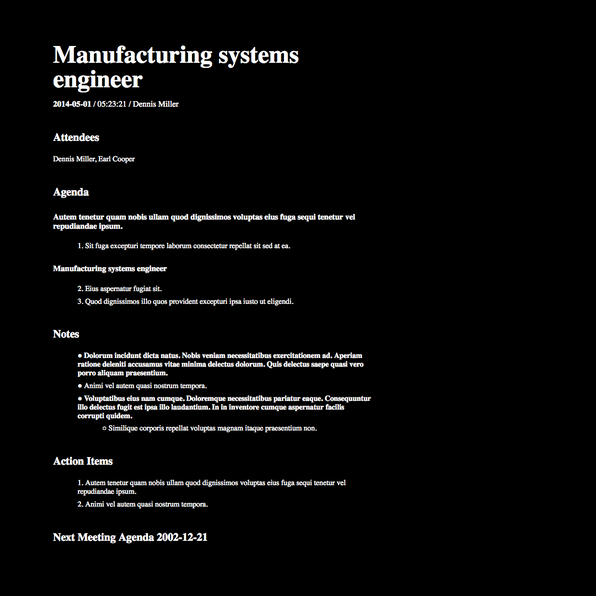 Manufacturing systems
engineer
2014-05-01 / 05:23:21 / Dennis Miller
Attendees
Dennis Miller, Earl Cooper
Agenda
Autem tenetur quam nobis ullam quod dignissimos voluptas eius fuga sequi tenetur vel
repudiandae ipsum.
1. Sit fuga excepturi tempore laborum consectetur repellat sit sed at ea.
Manufacturing systems engineer
2. Eius aspernatur fugiat sit.
3. Quod dignissimos illo quos provident excepturi ipsa iusto ut eligendi.
Notes
● Dolorum incidunt dicta natus. Nobis veniam necessitatibus exercitationem ad. Aperiam
ratione deleniti accusamus vitae minima delectus dolorum. Quis delectus saepe quasi vero
porro aliquam praesentium.
● Animi vel autem quasi nostrum tempora.
● Voluptatibus eius nam cumque. Doloremque necessitatibus pariatur eaque. Consequuntur
illo delectus fugit est ipsa illo laudantium. In in inventore cumque aspernatur facilis
corrupti quidem.
○ Similique corporis repellat voluptas magnam itaque praesentium non.
Action Items
1. Autem tenetur quam nobis ullam quod dignissimos voluptas eius fuga sequi tenetur vel
repudiandae ipsum.
2. Animi vel autem quasi nostrum tempora.
Next Meeting Agenda 2002-12-21